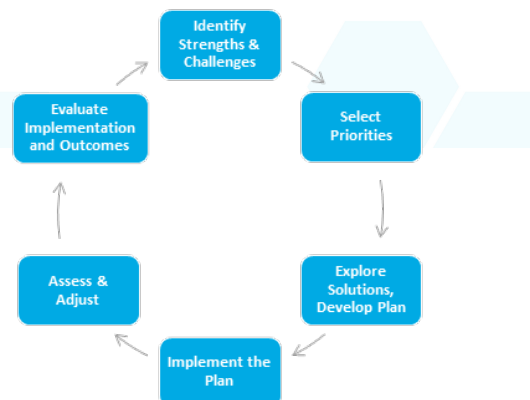 Identify
Strengths &
Challenges
Select
Priorities
Explore
Solutions,
Develop Plan
Implement the
Plan
Assess &
Adjust
Evaluate
Implementation
and Outcomes